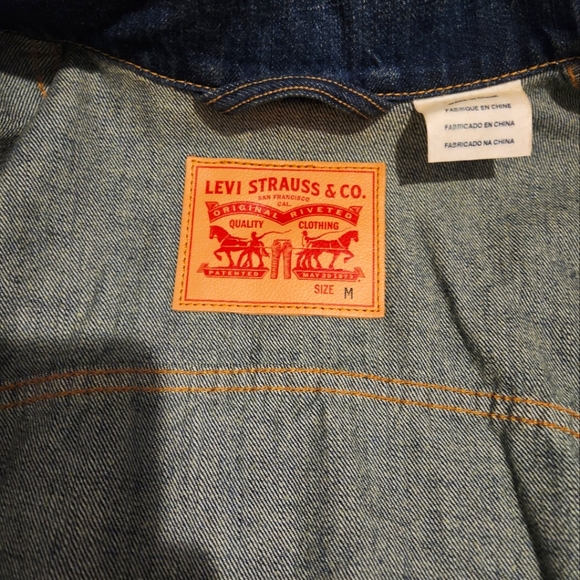 LEVI STRAUSS & CO.
SAN FRANCISCO
CAL.
ORIGINAL RIVETED
QUALITY CLOTHING
PATENTED MAY 20 1873
SIZE M
FABRIQUÉ EN CHINE
FABRICADO EN CHINA
FABRICADO NA CHINA